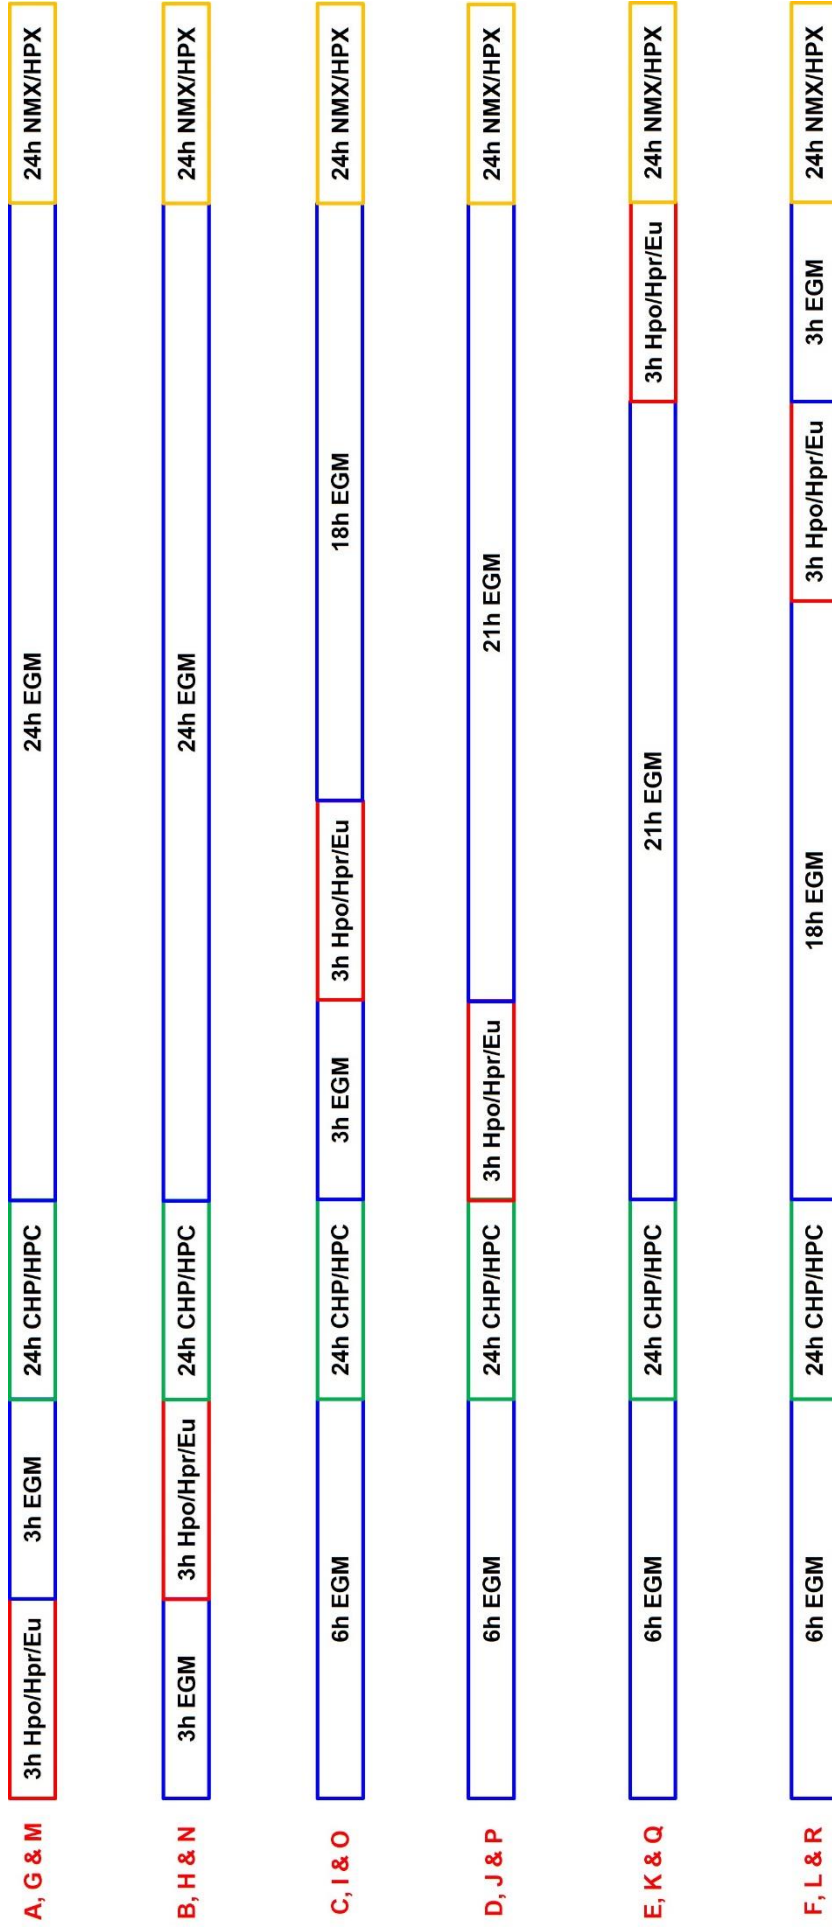 A, G & M
3h Hpo/Hpr/Eu
3h EGM
24h CHP/HPC
24h EGM
24h NMX/HPX
B, H & N
3h EGM
3h Hpo/Hpr/Eu
24h CHP/HPC
24h EGM
24h NMX/HPX
C, I & O
6h EGM
24h CHP/HPC
3h EGM
3h Hpo/Hpr/Eu
18h EGM
24h NMX/HPX
D, J & P
6h EGM
24h CHP/HPC
3h Hpo/Hpr/Eu
21h EGM
24h NMX/HPX
E, K & Q
6h EGM
24h CHP/HPC
21h EGM
3h Hpo/Hpr/Eu
24h NMX/HPX
F, L & R
6h EGM
24h CHP/HPC
18h EGM
3h Hpo/Hpr/Eu
3h EGM
24h NMX/HPX